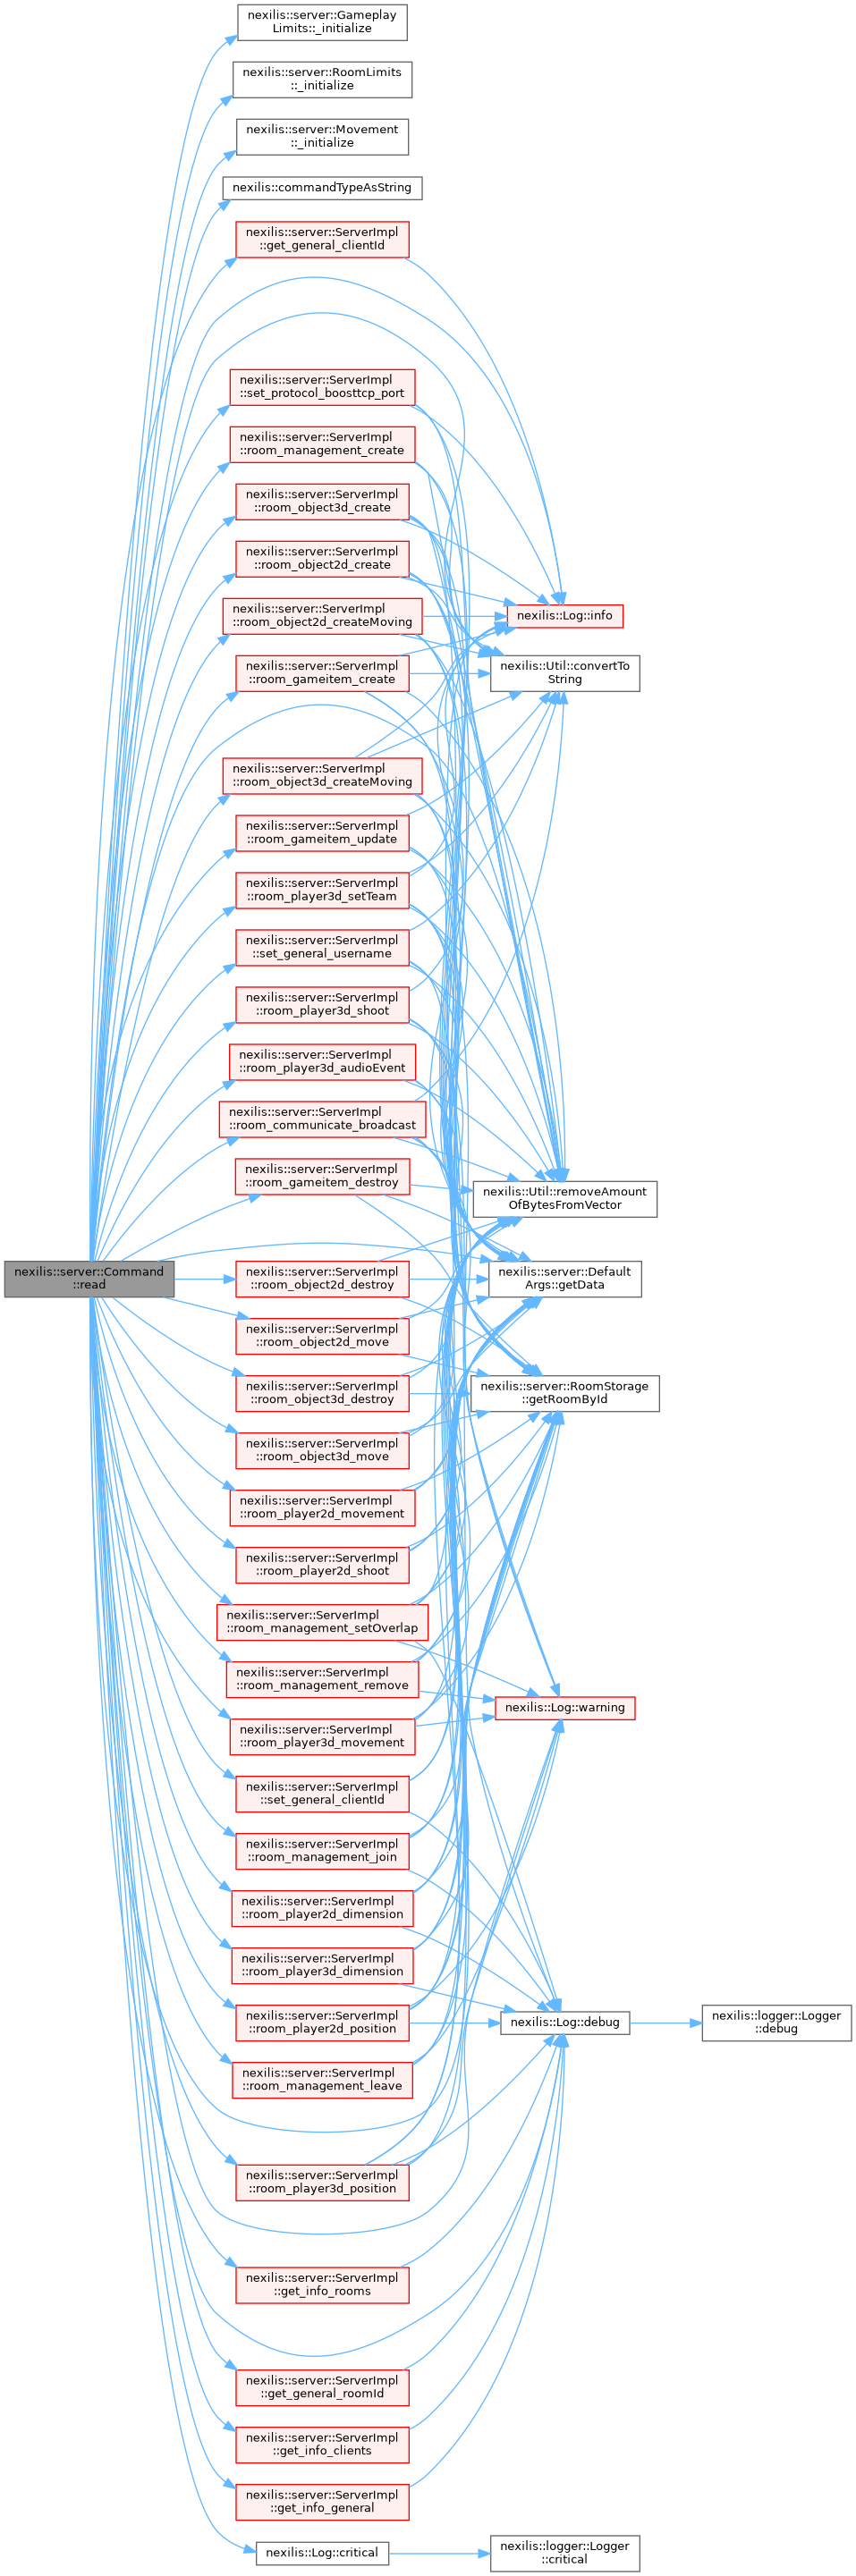 nexilis::server::Gameplay
Limits::_initialize
nexilis::server::RoomLimits
::_initialize
nexilis::server::Movement
::_initialize
nexilis::commandTypeAsString
nexilis::server::ServerImpl
::get_general_clientId
nexilis::server::ServerImpl
::set_protocol_boosttcp_port
nexilis::server::ServerImpl
::room_management_create
nexilis::server::ServerImpl
::room_object3d_create
nexilis::server::ServerImpl
::room_object2d_create
nexilis::server::ServerImpl
::room_object2d_createMoving
nexilis::Log::info
nexilis::server::ServerImpl
::room_gameitem_create
nexilis::Util::convertTo
String
nexilis::server::ServerImpl
::room_object3d_createMoving
nexilis::server::ServerImpl
::room_gameitem_update
nexilis::server::ServerImpl
::room_player3d_setTeam
nexilis::server::ServerImpl
::set_general_username
nexilis::server::ServerImpl
::room_player3d_shoot
nexilis::server::ServerImpl
::room_player3d_audioEvent
nexilis::server::ServerImpl
::room_communicate_broadcast
nexilis::server::ServerImpl
::room_gameitem_destroy
nexilis::Util::removeAmount
OfBytesFromVector
nexilis::server::Command
::read
nexilis::server::ServerImpl
::room_object2d_destroy
nexilis::server::Default
Args::getData
nexilis::server::ServerImpl
::room_object2d_move
nexilis::server::ServerImpl
::room_object3d_destroy
nexilis::server::RoomStorage
::getRoomById
nexilis::server::ServerImpl
::room_object3d_move
nexilis::server::ServerImpl
::room_player2d_movement
nexilis::server::ServerImpl
::room_player2d_shoot
nexilis::server::ServerImpl
::room_management_setOverlap
nexilis::server::ServerImpl
::room_management_remove
nexilis::Log::warning
nexilis::server::ServerImpl
::room_player3d_movement
nexilis::server::ServerImpl
::set_general_clientId
nexilis::server::ServerImpl
::room_management_join
nexilis::server::ServerImpl
::room_player2d_dimension
nexilis::server::ServerImpl
::room_player3d_dimension
nexilis::server::ServerImpl
::room_player2d_position
nexilis::Log::debug
nexilis::logger::Logger
::debug
nexilis::server::ServerImpl
::room_management_leave
nexilis::server::ServerImpl
::room_player3d_position
nexilis::server::ServerImpl
::get_info_rooms
nexilis::server::ServerImpl
::get_general_roomId
nexilis::server::ServerImpl
::get_info_clients
nexilis::server::ServerImpl
::get_info_general
nexilis::Log::critical
nexilis::logger::Logger
::critical